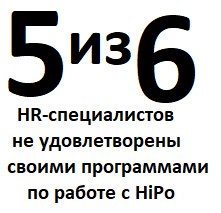 5из6
HR-специалистов
не удовлетворены
своими программами
по работе с HiPo